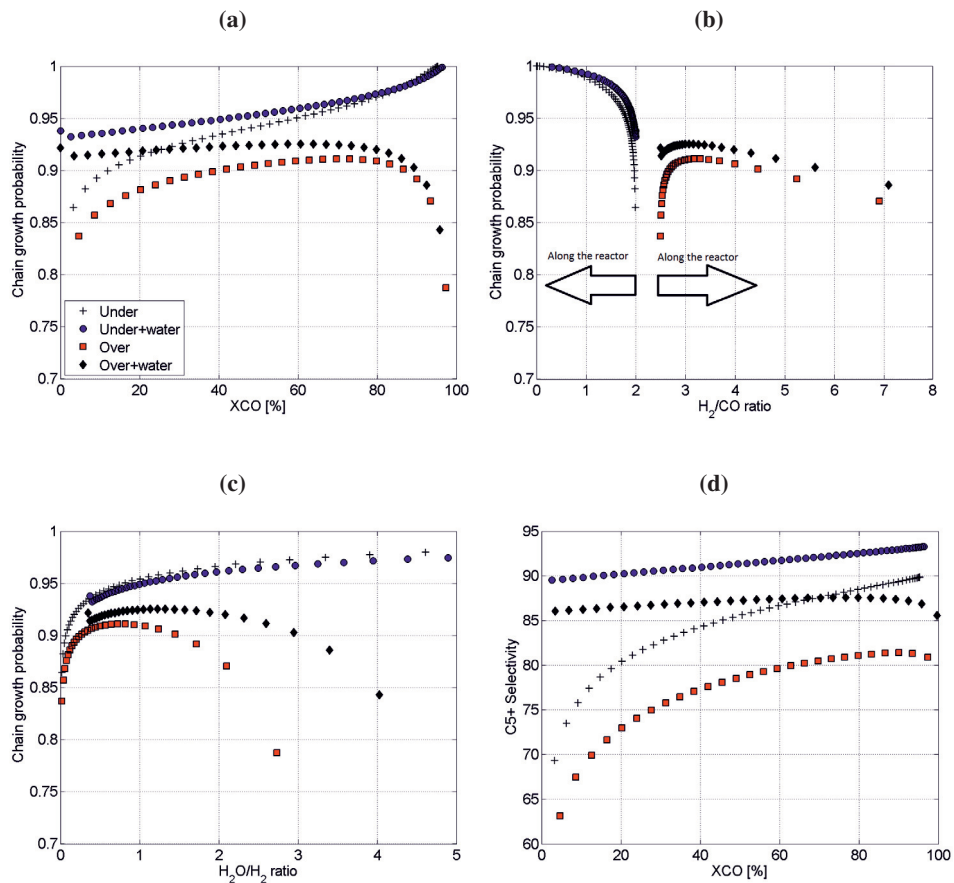 (a)
Chain growth probability
1
0.95
0.9
0.85
0.8
0.75
0.7
Under
Under+water
Over
Over+water
0 20 40 60 80 100
XCO [%]
(b)
Chain growth probability
1
0.95
0.9
0.85
0.8
0.75
0.7
Along the reactor
Along the reactor
0 1 2 3 4 5 6 7 8
H₂/CO ratio
(c)
Chain growth probability
1
0.95
0.9
0.85
0.8
0.75
0.7
0 1 2 3 4 5
H₂O/H₂ ratio
(d)
C5+ Selectivity
95
90
85
80
75
70
65
60
0 20 40 60 80 100
XCO [%]